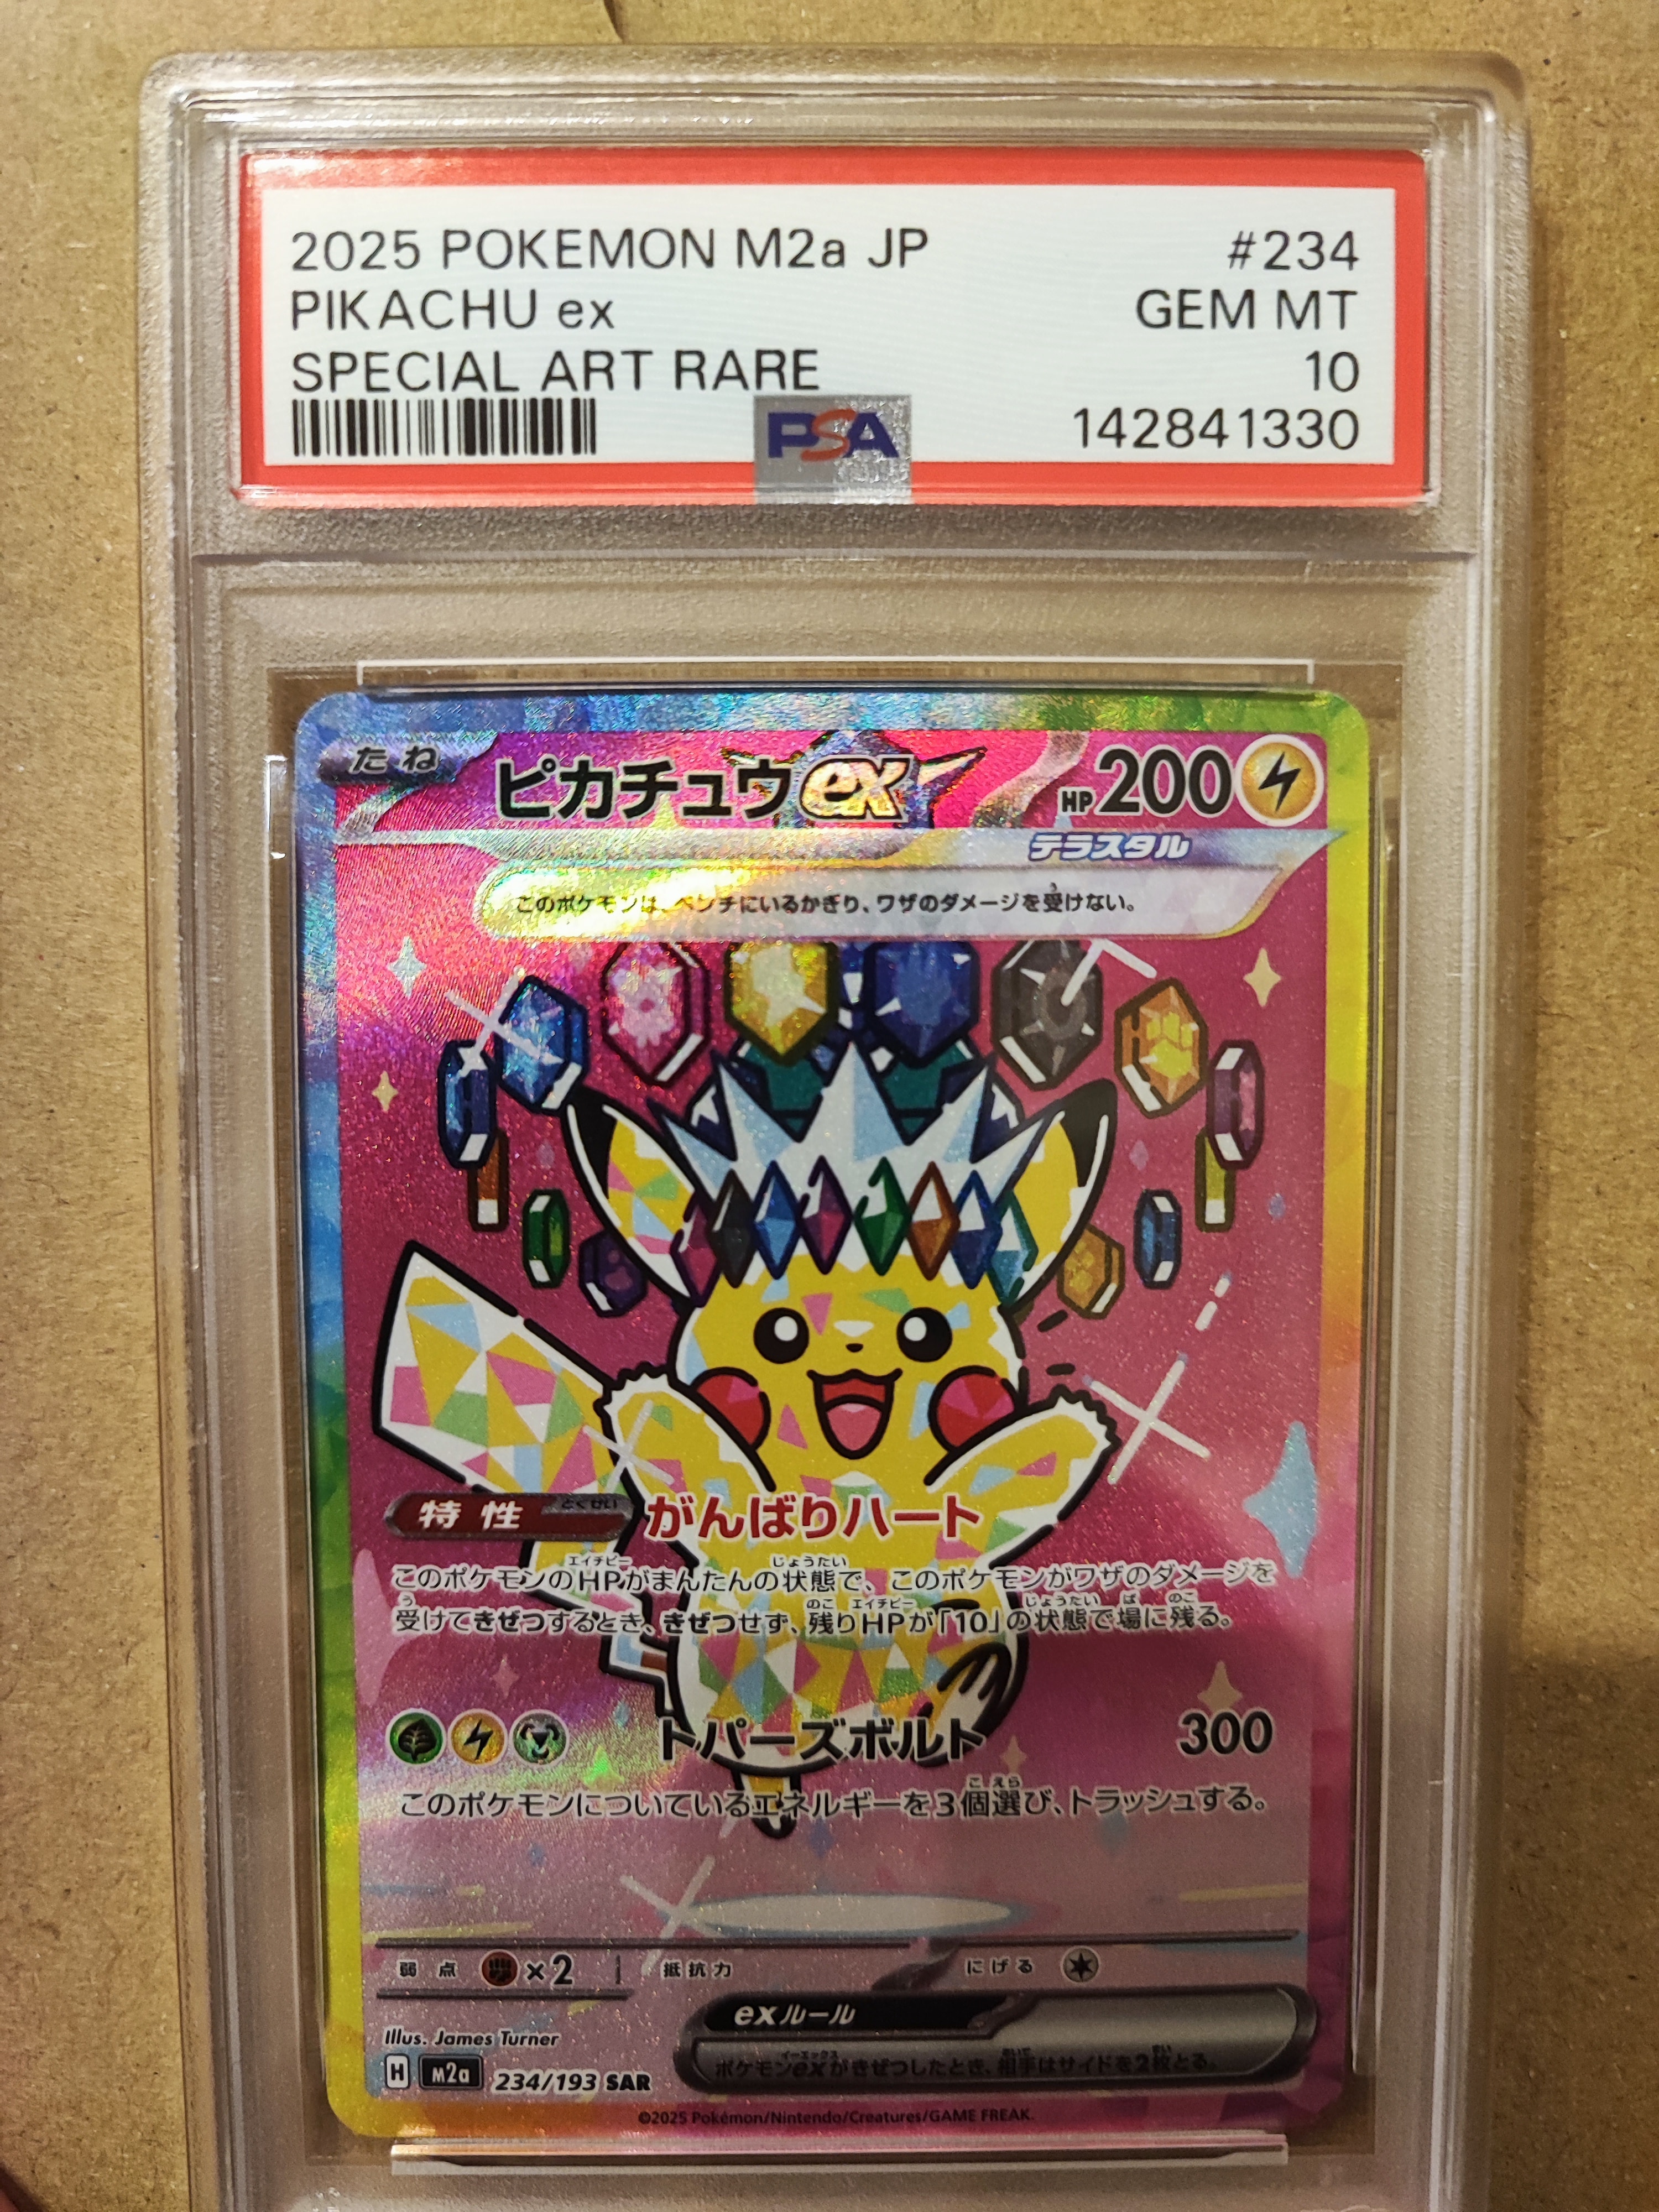 2025 POKEMON M2a JP #234
PIKACHU ex GEM MT
SPECIAL ART RARE 10
PSA 142841330
たね ピカチュウex HP200
テラスタル
このポケモンは、ベンチにいるかぎり、ワザのダメージを受けない。
特性 がんばりハート
このポケモンのHPがまんたんの状態で、このポケモンがワザのダメージを
受けてきぜつするとき、きぜつせず、残りHPが「10」の状態で場に残る。
トパーズボルト 300
このポケモンについているエネルギーを3個選び、トラッシュする。
弱点 ×2 抵抗力 にげる
exルール
ポケモンexがきぜつしたとき、相手はサイドを2枚とる。
Illus. James Turner
H M2a 234/193 SAR
©2025 Pokémon/Nintendo/Creatures/GAME FREAK.